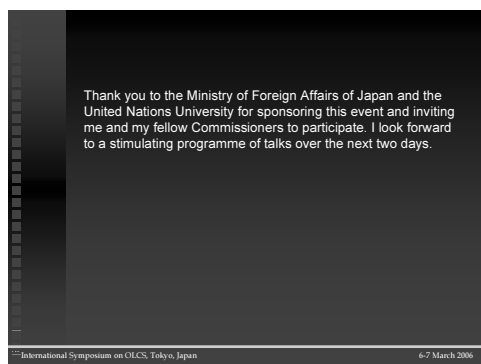 Thank you to the Ministry of Foreign Affairs of Japan and the
United Nations University for sponsoring this event and inviting
me and my fellow Commissioners to participate. I look forward
to a stimulating programme of talks over the next two days.
International Symposium on OLCS, Tokyo, Japan
6-7 March 2006